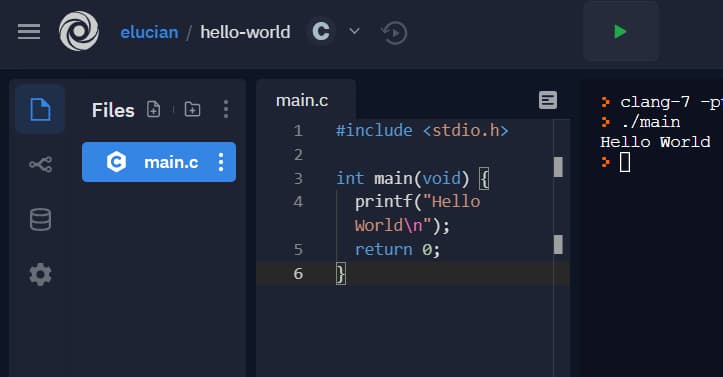 elucian / hello-world C
Files
main.c
main.c
1 #include <stdio.h>
2
3 int main(void) {
4 printf("Hello
World\n");
5 return 0;
6 }
> clang-7
> ./main
Hello World
>